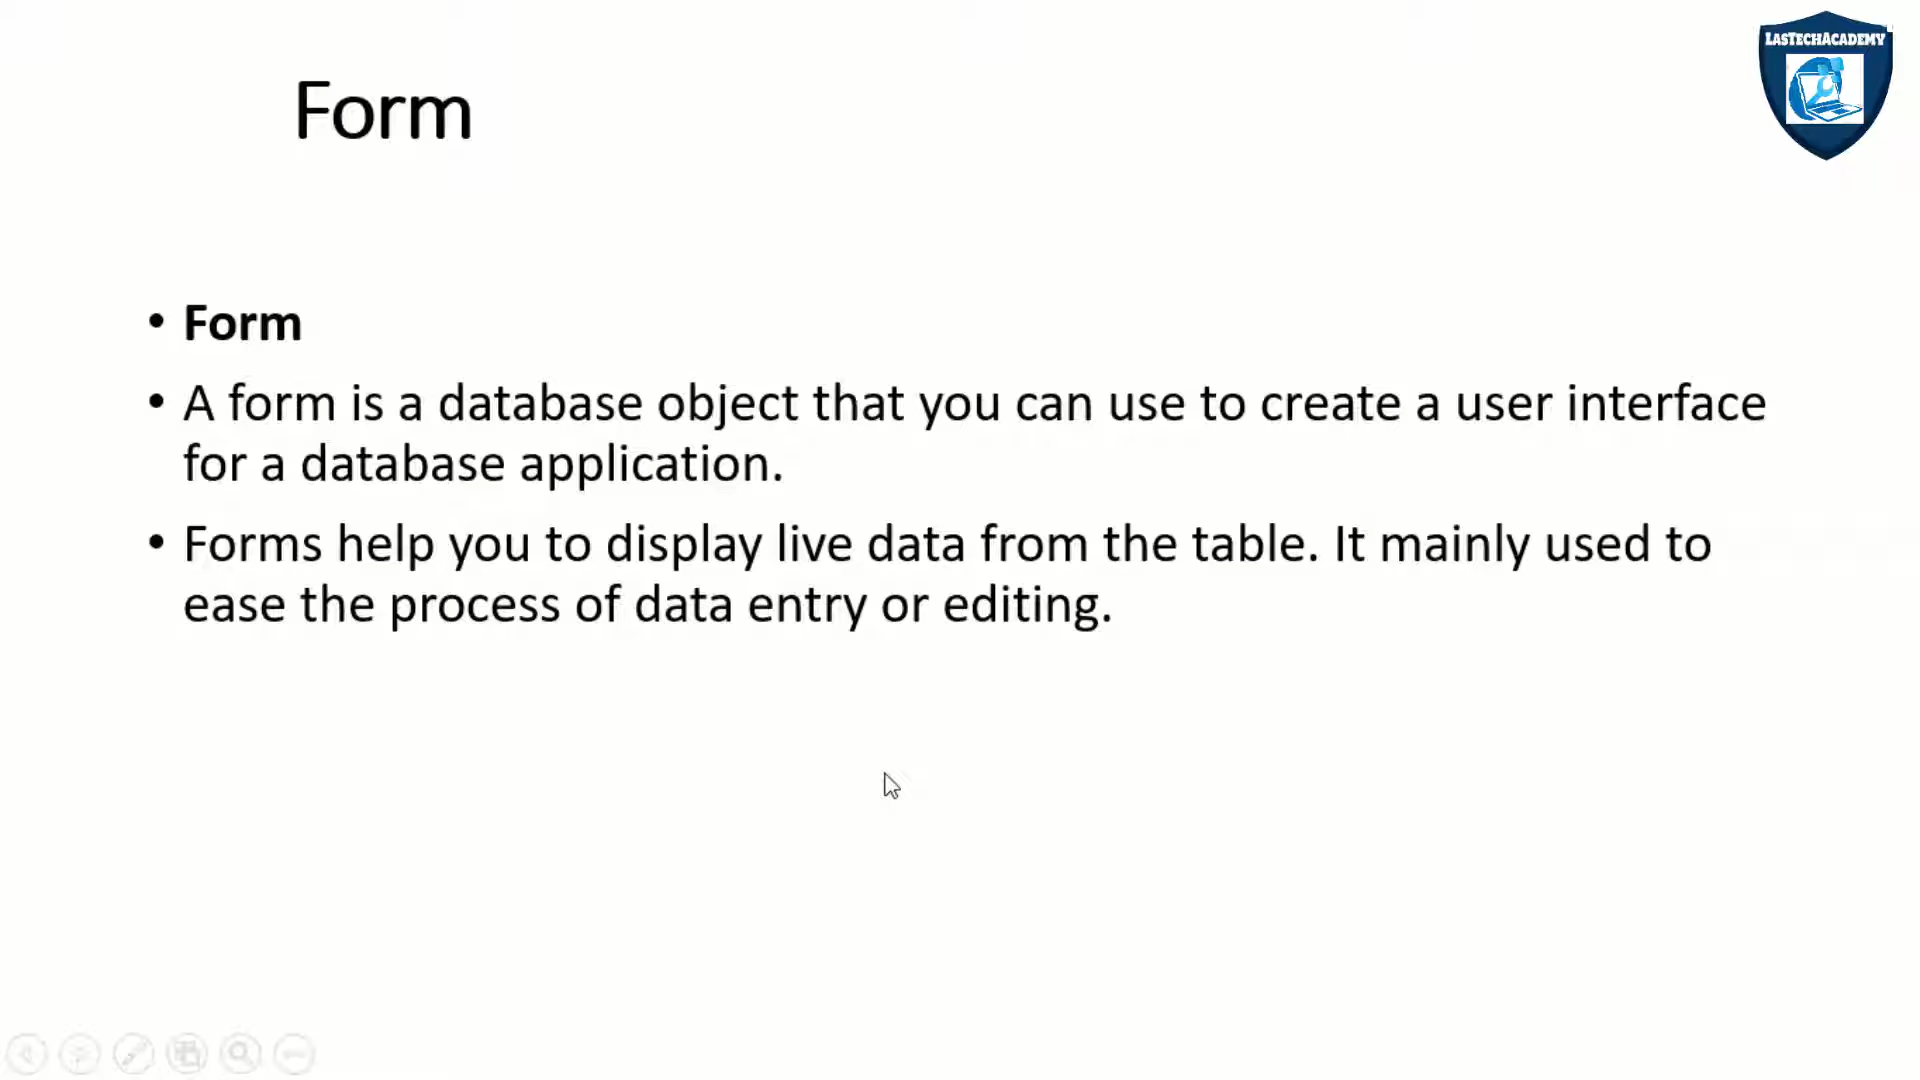 LASTECHACADEMY
Form
• Form
• A form is a database object that you can use to create a user interface
for a database application.
• Forms help you to display live data from the table. It mainly used to
ease the process of data entry or editing.